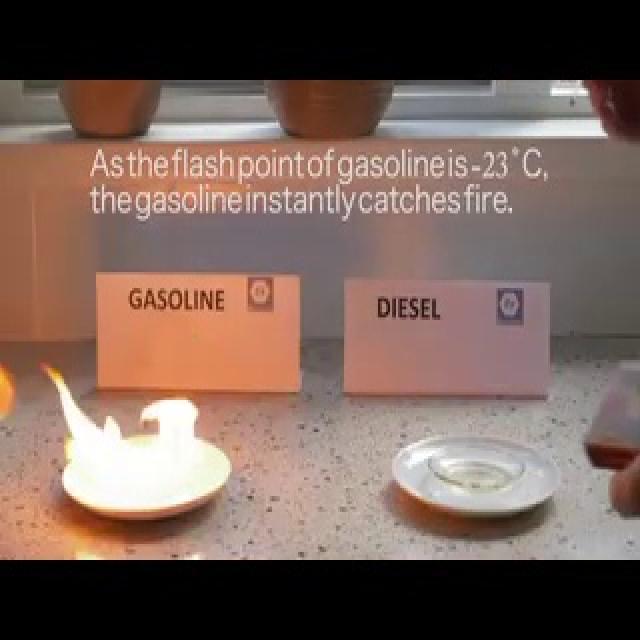 As the flash point of gasoline is -23°C,
the gasoline instantly catches fire.
GASOLINE
DIESEL